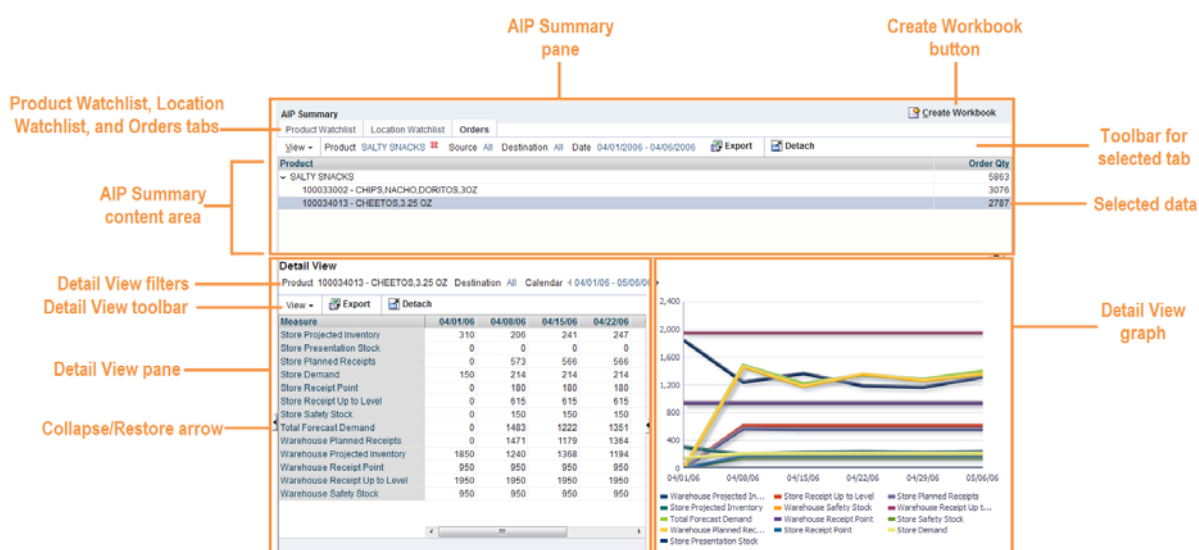 AIP Summary
pane
Create Workbook
button
Product Watchlist, Location
Watchlist, and Orders tabs
Toolbar for
selected tab
AIP Summary
content area
Selected data
Detail View filters
Detail View toolbar
Detail View pane
Collapse/Restore arrow
Detail View
graph
AIP Summary
Create Workbook
Product Watchlist Location Watchlist Orders
View Product SALTY SNACKS Source All Destination All Date 04/01/2006 - 04/06/2006 Export Detach
Product Order Qty
SALTY SNACKS 5863
100033002 - CHIPS,NACHO,DORITOS,3OZ 3076
100034013 - CHEETOS,3.25 OZ 2787
Detail View
Product 100034013 - CHEETOS,3.25 OZ Destination All Calendar 04/01/06 - 05/06/06
View Export Detach
Measure 04/01/06 04/08/06 04/15/06 04/22/06
Store Projected Inventory 310 206 241 247
Store Presentation Stock 0 0 0 0
Store Planned Receipts 0 573 566 566
Store Demand 150 214 214 214
Store Receipt Point 0 180 180 180
Store Receipt Up to Level 0 615 615 615
Store Safety Stock 0 150 150 150
Total Forecast Demand 0 1483 1222 1351
Warehouse Planned Receipts 0 1471 1179 1364
Warehouse Projected Inventory 1850 1240 1368 1194
Warehouse Receipt Point 950 950 950 950
Warehouse Receipt Up to Level 1950 1950 1950 1950
Warehouse Safety Stock 950 950 950 950
2,400
2,000
1,600
1,200
800
400
0
04/01/06 04/08/06 04/15/06 04/22/06 04/29/06 05/06/06
Warehouse Projected In... Store Receipt Up to Level Store Planned Receipts
Store Projected Inventory Warehouse Safety Stock Warehouse Receipt Up t...
Total Forecast Demand Warehouse Receipt Point Store Safety Stock
Warehouse Planned Rec... Store Receipt Point Store Demand
Store Presentation Stock